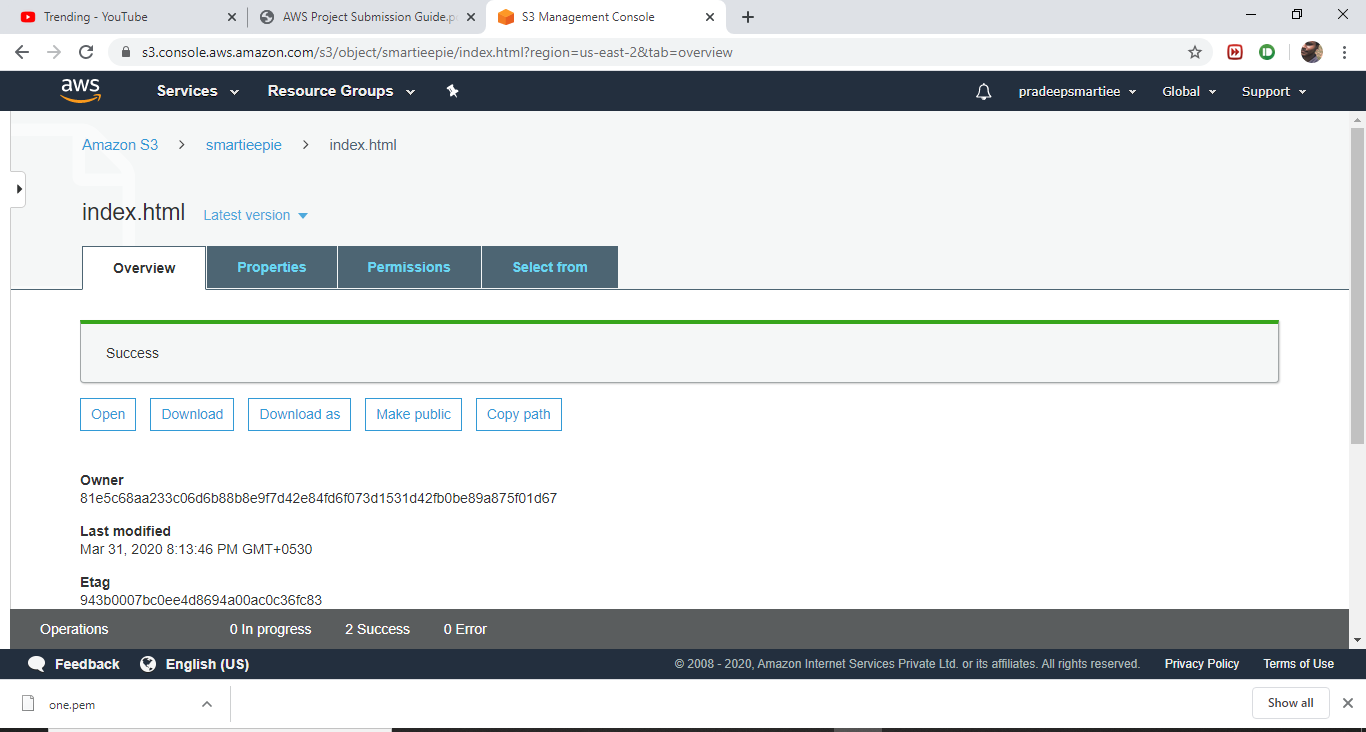 Trending - YouTube
AWS Project Submission Guide.p
S3 Management Console
s3.console.aws.amazon.com/s3/object/smartieepie/index.html?region=us-east-2&tab=overview
aws
Services
Resource Groups
pradeepsmartiee
Global
Support
Amazon S3 > smartieepie > index.html
index.html
Latest version
Overview
Properties
Permissions
Select from
Success
Open
Download
Download as
Make public
Copy path
Owner
81e5c68aa233c06d6b88b8e9f7d42e84fd6f073d1531d42fb0be89a875f01d67
Last modified
Mar 31, 2020 8:13:46 PM GMT+0530
Etag
943b0007bc0ee4d8694a00ac0c36fc83
Operations
0 In progress
2 Success
0 Error
Feedback
English (US)
© 2008 - 2020, Amazon Internet Services Private Ltd. or its affiliates. All rights reserved.
Privacy Policy
Terms of Use
one.pem
Show all